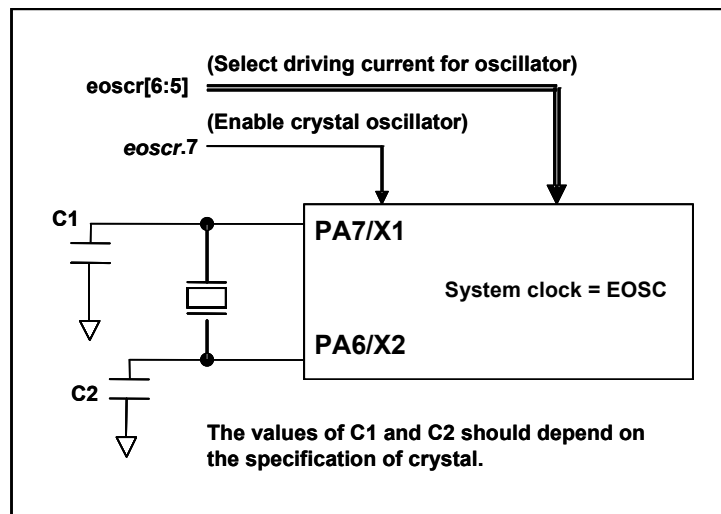 (Select driving current for oscillator)
eoscr[6:5]
(Enable crystal oscillator)
eoscr.7
C1
PA7/X1
System clock = EOSC
PA6/X2
C2
The values of C1 and C2 should depend on
the specification of crystal.